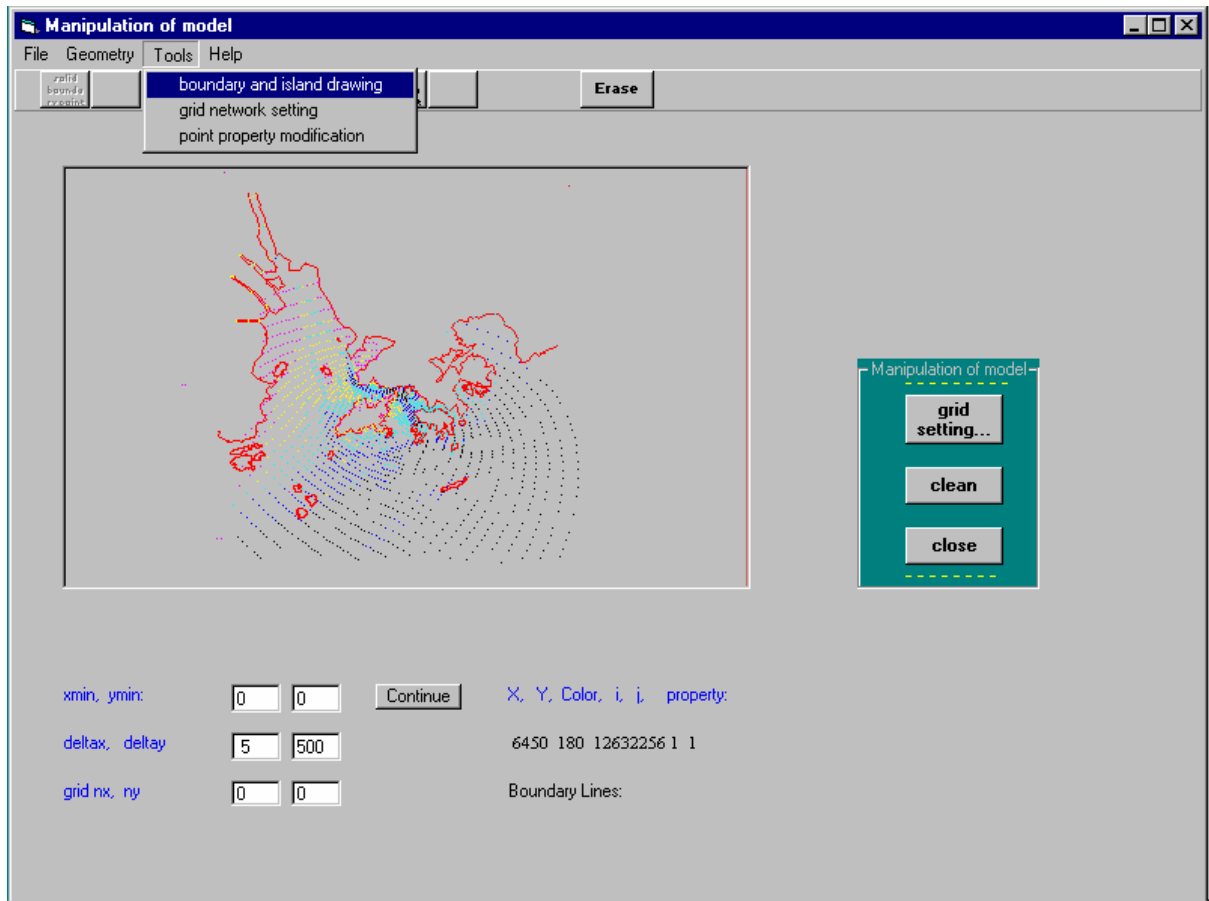 Manipulation of model
File Geometry Tools Help
solid
Erase
boundary and island drawing
grid network setting
point property modification
Manipulation of model
grid
setting...
clean
close
xmin, ymin:
0 0
Continue
X, Y, Color, i, j, property:
deltax, deltay
5 500
6450 180 12632256 1 1
grid nx, ny
0 0
Boundary Lines: